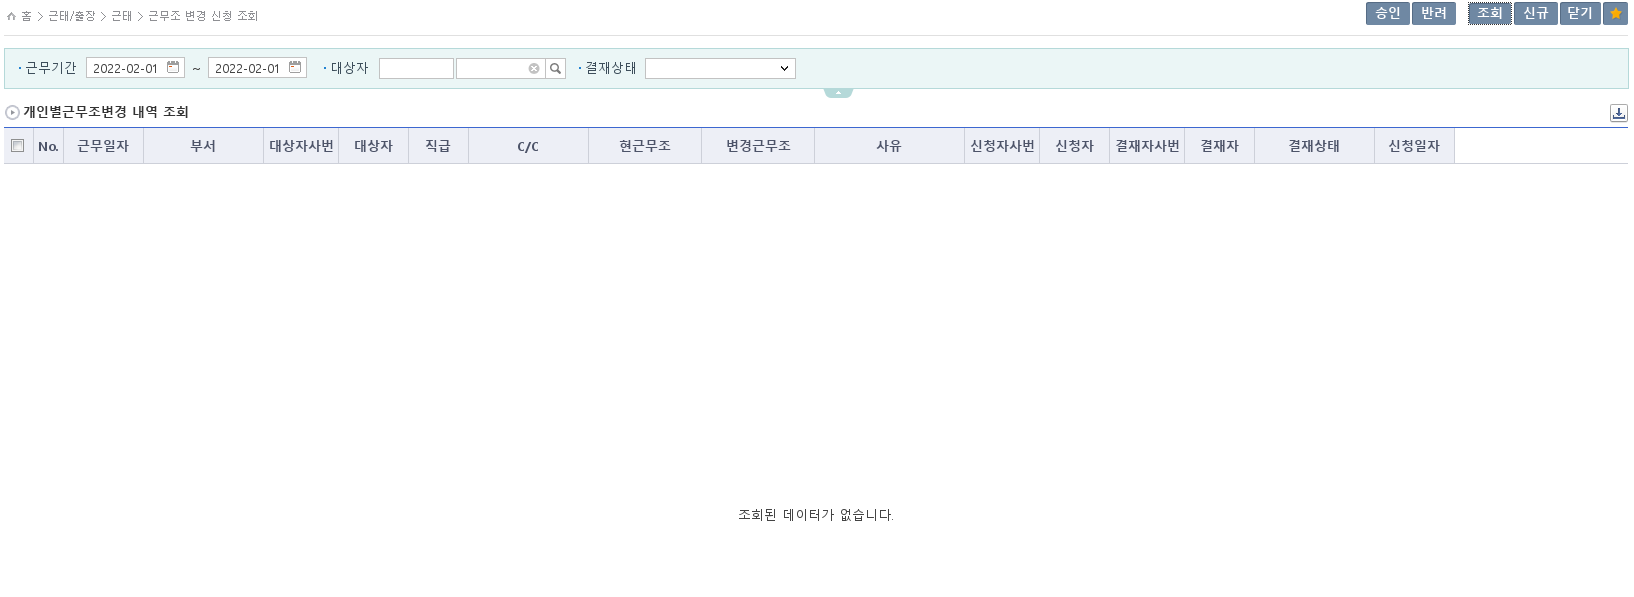 홈 > 근태/출장 > 근태 > 근무조 변경 신청 조회
승인 반려 조회 신규 닫기
· 근무기간 2022-02-01 ~ 2022-02-01 · 대상자 · 결재상태
개인별근무조변경 내역 조회
No. 근무일자 부서 대상자사번 대상자 직급 C/C 현근무조 변경근무조 사유 신청자사번 신청자 결재자사번 결재자 결재상태 신청일자
조회된 데이터가 없습니다.